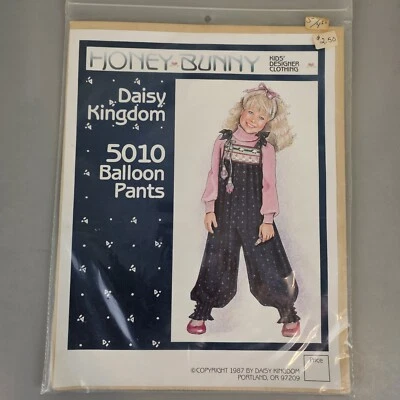 HONEY BUNNY
KIDS'
DESIGNER
CLOTHING
$2.50
Daisy
Kingdom
5010
Balloon
Pants
©COPYRIGHT 1987 BY DAISY KINGDOM
PORTLAND, OR 97209
PRICE